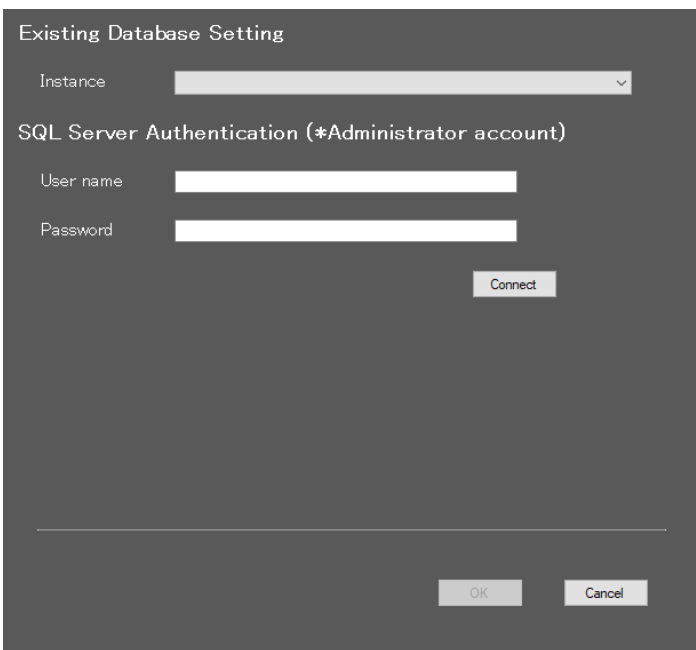 Existing Database Setting
Instance
SQL Server Authentication (*Administrator account)
User name
Password
Connect
OK
Cancel